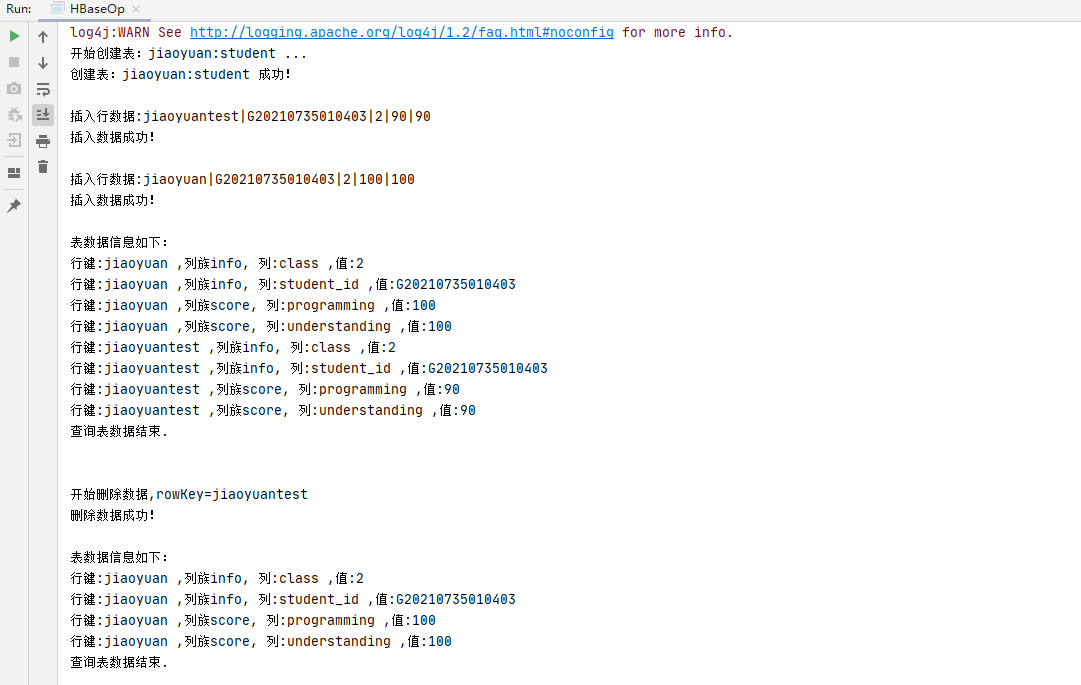 Run: HBaseOp
log4j:WARN See http://logging.apache.org/log4j/1.2/faq.html#noconfig for more info.
开始创建表：jiaoyuan:student ...
创建表：jiaoyuan:student 成功！
插入行数据:jiaoyuantest|G20210735010403|2|90|90
插入数据成功！
插入行数据:jiaoyuan|G20210735010403|2|100|100
插入数据成功！
表数据信息如下：
行键:jiaoyuan ,列族info, 列:class ,值:2
行键:jiaoyuan ,列族info, 列:student_id ,值:G20210735010403
行键:jiaoyuan ,列族score, 列:programming ,值:100
行键:jiaoyuan ,列族score, 列:understanding ,值:100
行键:jiaoyuantest ,列族info, 列:class ,值:2
行键:jiaoyuantest ,列族info, 列:student_id ,值:G20210735010403
行键:jiaoyuantest ,列族score, 列:programming ,值:90
行键:jiaoyuantest ,列族score, 列:understanding ,值:90
查询表数据结束.
开始删除数据,rowKey=jiaoyuantest
删除数据成功！
表数据信息如下：
行键:jiaoyuan ,列族info, 列:class ,值:2
行键:jiaoyuan ,列族info, 列:student_id ,值:G20210735010403
行键:jiaoyuan ,列族score, 列:programming ,值:100
行键:jiaoyuan ,列族score, 列:understanding ,值:100
查询表数据结束.